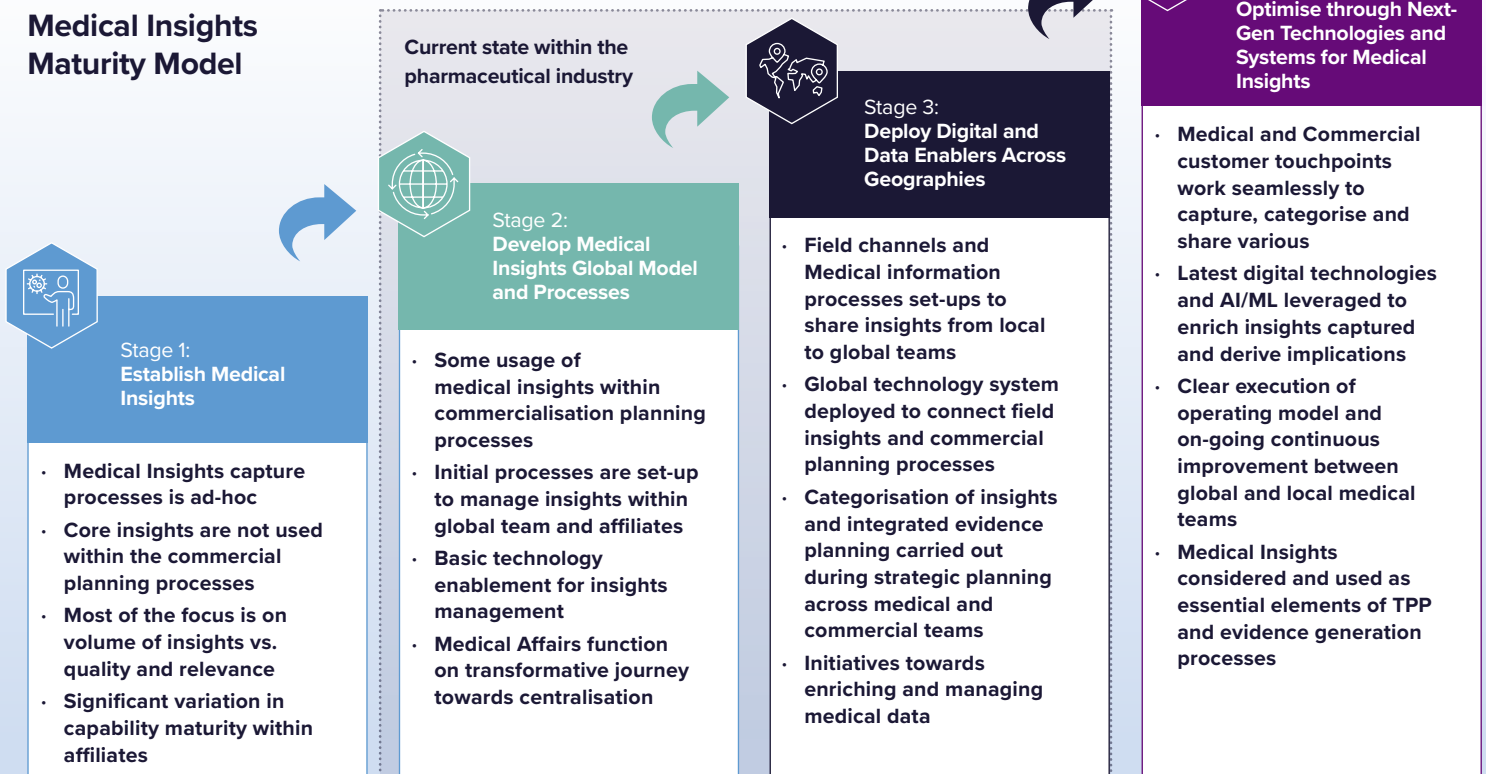 Medical Insights
Maturity Model
Current state within the
pharmaceutical industry
Stage 1:
Establish Medical
Insights
• Medical Insights capture
processes is ad-hoc
• Core insights are not used
within the commercial
planning processes
• Most of the focus is on
volume of insights vs.
quality and relevance
• Significant variation in
capability maturity within
affiliates
Stage 2:
Develop Medical
Insights Global Model
and Processes
• Some usage of
medical insights within
commercialisation planning
processes
• Initial processes are set-up
to manage insights within
global team and affiliates
• Basic technology
enablement for insights
management
• Medical Affairs function
on transformative journey
towards centralisation
Stage 3:
Deploy Digital and
Data Enablers Across
Geographies
• Field channels and
Medical information
processes set-ups to
share insights from local
to global teams
• Global technology system
deployed to connect field
insights and commercial
planning processes
• Categorisation of insights
and integrated evidence
planning carried out
during strategic planning
across medical and
commercial teams
• Initiatives towards
enriching and managing
medical data
Optimise through Next-
Gen Technologies and
Systems for Medical
Insights
• Medical and Commercial
customer touchpoints
work seamlessly to
capture, categorise and
share various
• Latest digital technologies
and AI/ML leveraged to
enrich insights captured
and derive implications
• Clear execution of
operating model and
on-going continuous
improvement between
global and local medical
teams
• Medical Insights
considered and used as
essential elements of TPP
and evidence generation
processes